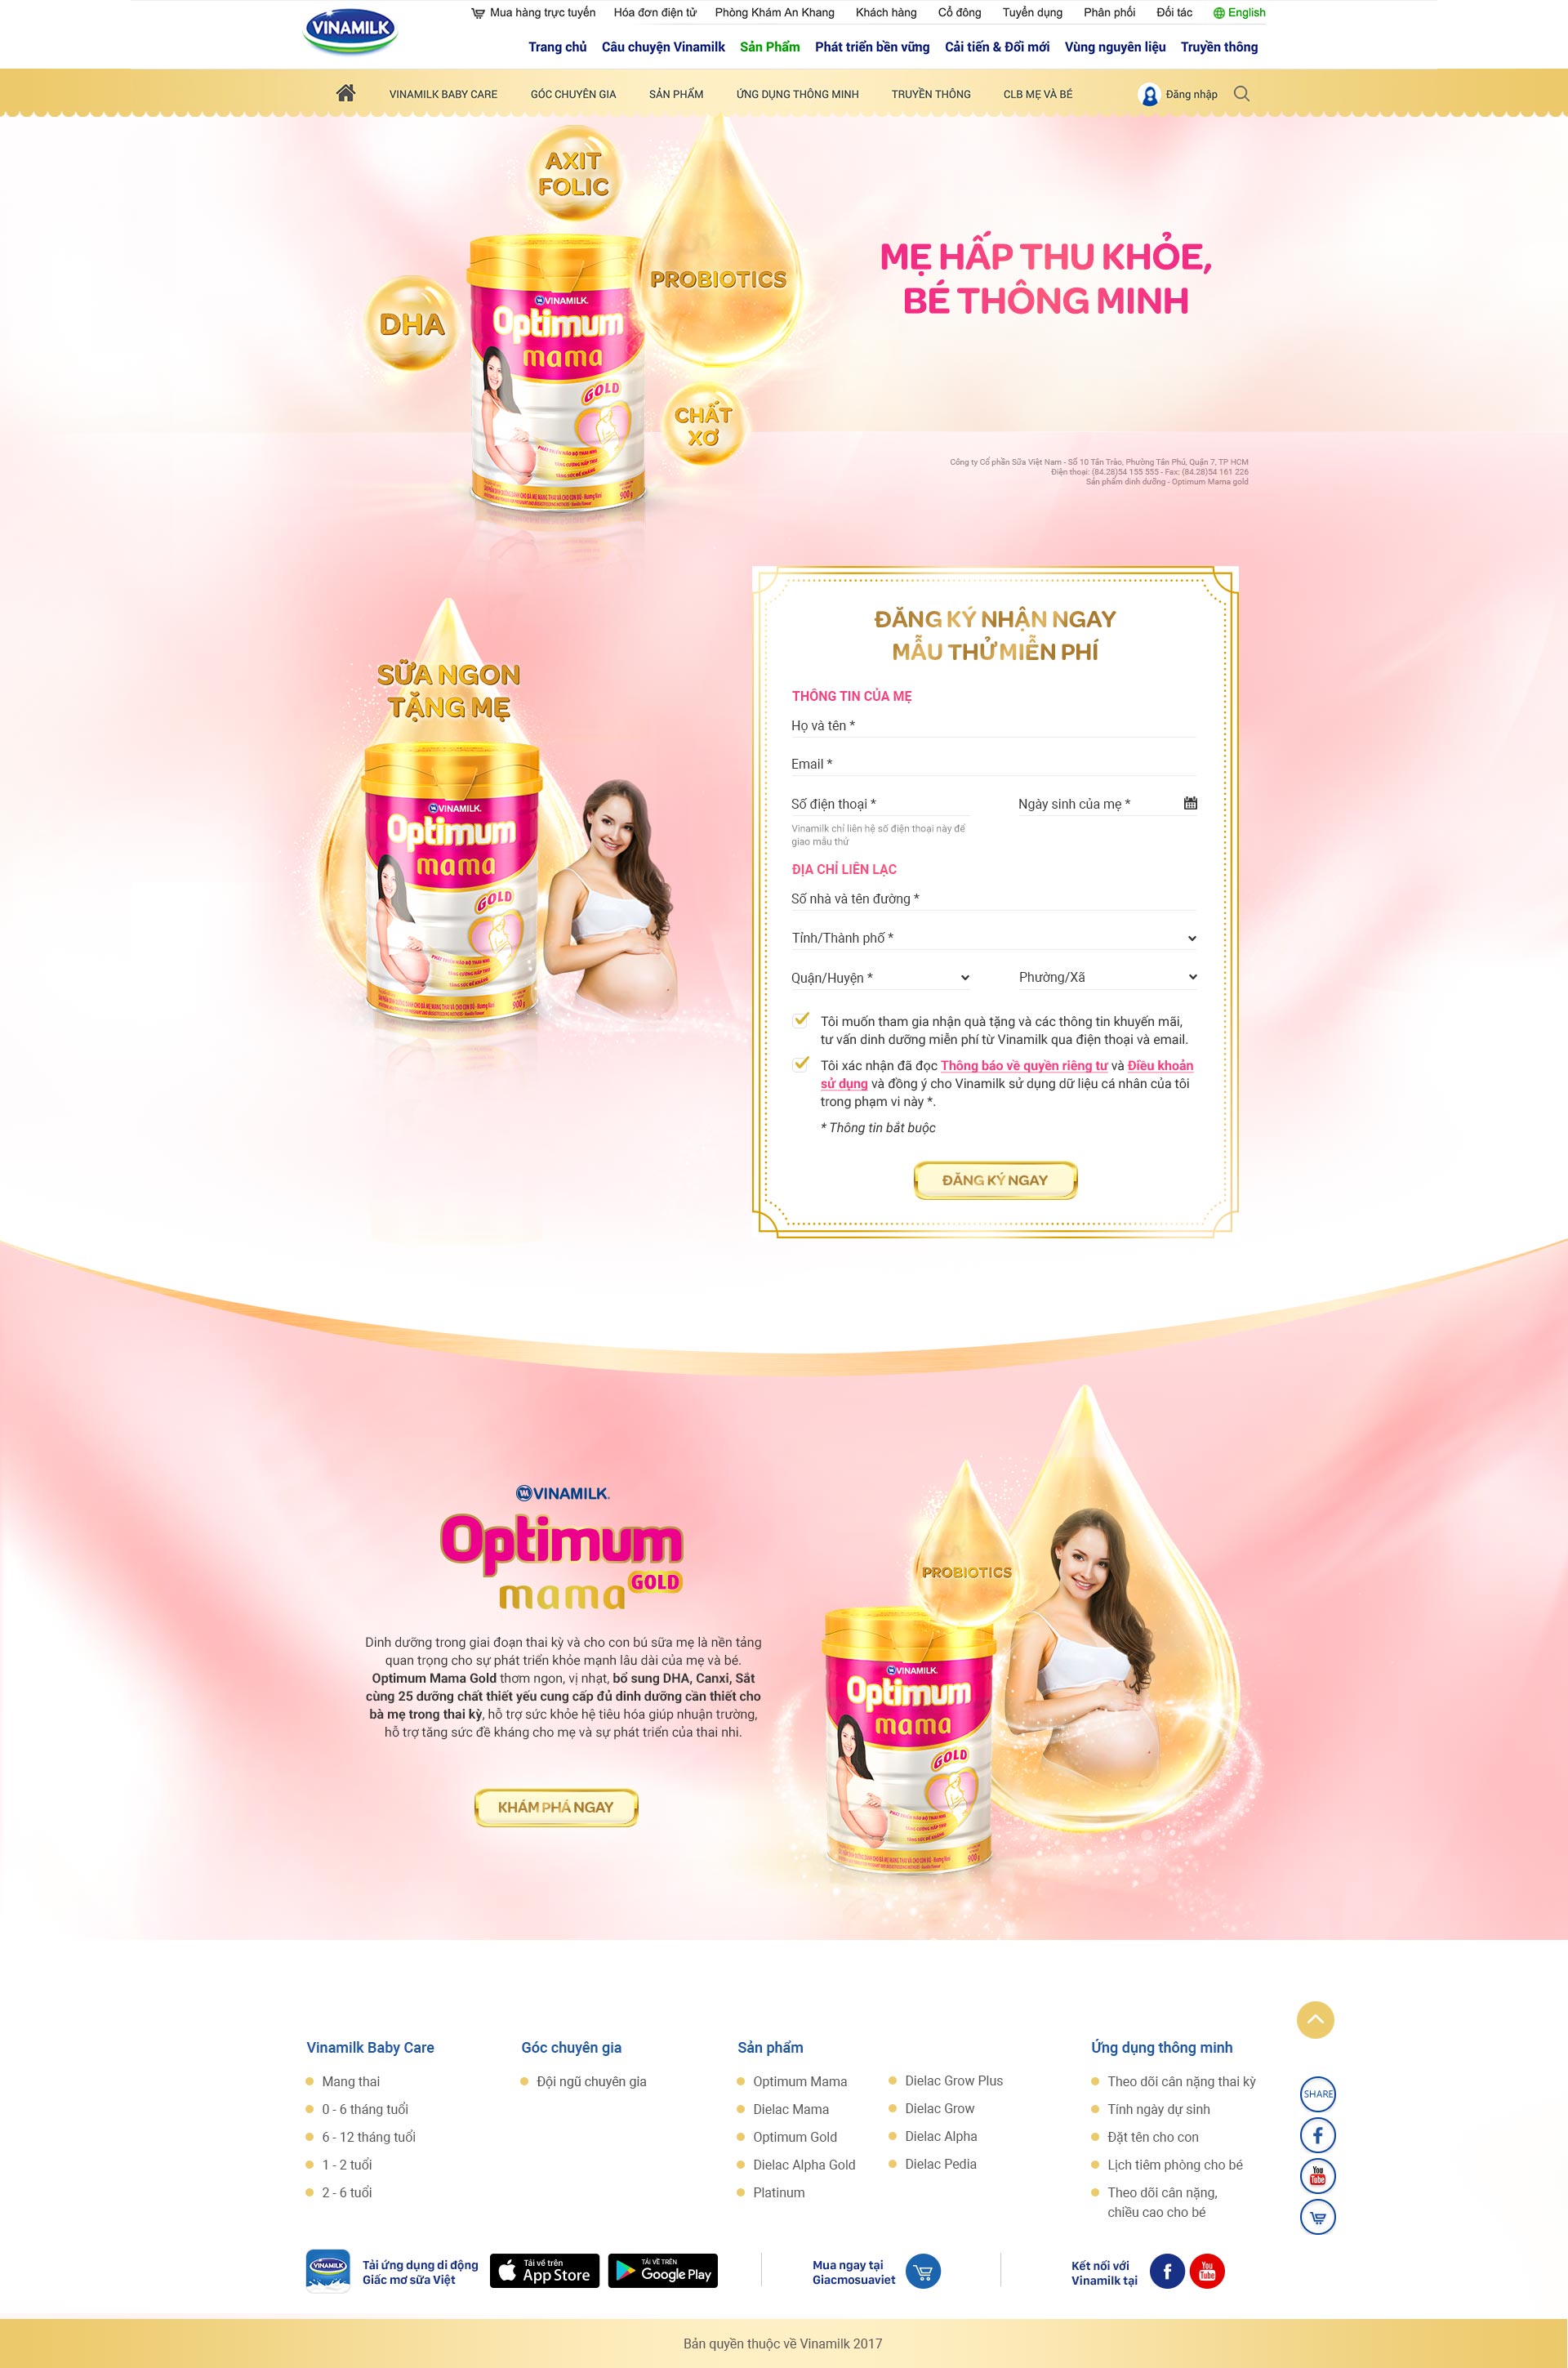 VINAMILK
Mua hàng trực tuyến Hóa đơn điện tử Phòng Khám An Khang Khách hàng Cổ đông Tuyển dụng Phân phối Đối tác English
Trang chủ Câu chuyện Vinamilk Sản Phẩm Phát triển bền vững Cải tiến & Đổi mới Vùng nguyên liệu Truyền thông
VINAMILK BABY CARE GÓC CHUYÊN GIA SẢN PHẨM ỨNG DỤNG THÔNG MINH TRUYỀN THÔNG CLB MẸ VÀ BÉ Đăng nhập
AXIT
FOLIC
PROBIOTICS
DHA
VINAMILK.
Optimum
mama
GOLD
900g
CHẤT
XƠ
MẸ HẤP THU KHỎE,
BÉ THÔNG MINH
Công ty Cổ phần Sữa Việt Nam - Số 10 Tân Trào, Phường Tân Phú, Quận 7, TP HCM
Điện thoại: (84.28)54 155 555 - Fax: (84.28)54 161 226
Sản phẩm dinh dưỡng - Optimum Mama gold
SỮA NGON
TẶNG MẸ
VINAMILK.
Optimum
mama
GOLD
900g
ĐĂNG KÝ NHẬN NGAY
MẪU THỬ MIỄN PHÍ
THÔNG TIN CỦA MẸ
Họ và tên *
Email *
Số điện thoại * Ngày sinh của mẹ *
Vinamilk chỉ liên hệ số điện thoại này để
giao mẫu thử
ĐỊA CHỈ LIÊN LẠC
Số nhà và tên đường *
Tỉnh/Thành phố *
Quận/Huyện * Phường/Xã
Tôi muốn tham gia nhận quà tặng và các thông tin khuyến mãi,
tư vấn dinh dưỡng miễn phí từ Vinamilk qua điện thoại và email.
Tôi xác nhận đã đọc Thông báo về quyền riêng tư và Điều khoản
sử dụng và đồng ý cho Vinamilk sử dụng dữ liệu cá nhân của tôi
trong phạm vi này *.
* Thông tin bắt buộc
ĐĂNG KÝ NGAY
VINAMILK.
Optimum
mama GOLD
Dinh dưỡng trong giai đoạn thai kỳ và cho con bú sữa mẹ là nền tảng
quan trọng cho sự phát triển khỏe mạnh lâu dài của mẹ và bé.
Optimum Mama Gold thơm ngon, vị nhạt, bổ sung DHA, Canxi, Sắt
cùng 25 dưỡng chất thiết yếu cung cấp đủ dinh dưỡng cần thiết cho
bà mẹ trong thai kỳ, hỗ trợ sức khỏe hệ tiêu hóa giúp nhuận trường,
hỗ trợ tăng sức đề kháng cho mẹ và sự phát triển của thai nhi.
KHÁM PHÁ NGAY
PROBIOTICS
VINAMILK.
Optimum
mama
GOLD
900g
Vinamilk Baby Care
Mang thai
0 - 6 tháng tuổi
6 - 12 tháng tuổi
1 - 2 tuổi
2 - 6 tuổi
Góc chuyên gia
Đội ngũ chuyên gia
Sản phẩm
Optimum Mama
Dielac Mama
Optimum Gold
Dielac Alpha Gold
Platinum
Dielac Grow Plus
Dielac Grow
Dielac Alpha
Dielac Pedia
Ứng dụng thông minh
Theo dõi cân nặng thai kỳ
Tính ngày dự sinh
Đặt tên cho con
Lịch tiêm phòng cho bé
Theo dõi cân nặng,
chiều cao cho bé
SHARE
You
Tube
VINAMILK
Tải ứng dụng di động
Giấc mơ sữa Việt
Tải về trên
App Store
TẢI VỀ TRÊN
Google Play
Mua ngay tại
Giacmosuaviet
Kết nối với
Vinamilk tại
You
Tube
Bản quyền thuộc về Vinamilk 2017